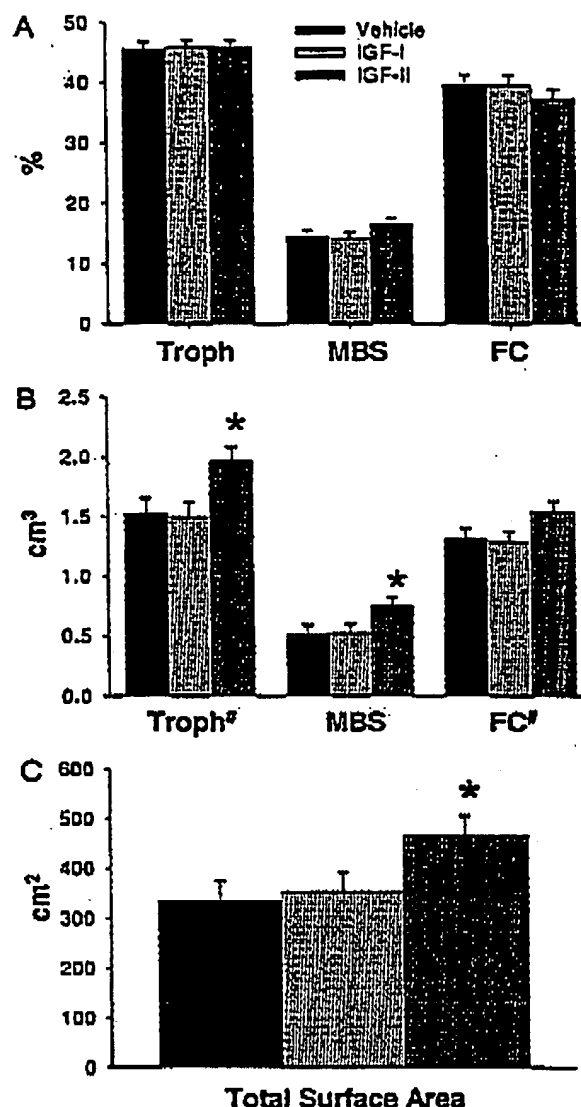 A
50
40
30
20
10
0
%
Vehicle
IGF-I
IGF-II
Troph MBS FC
B
2.5
2.0
1.5
1.0
0.5
0.0
cm³
*
*
Troph# MBS FC#
C
600
500
400
300
200
100
0
cm²
*
Total Surface Area